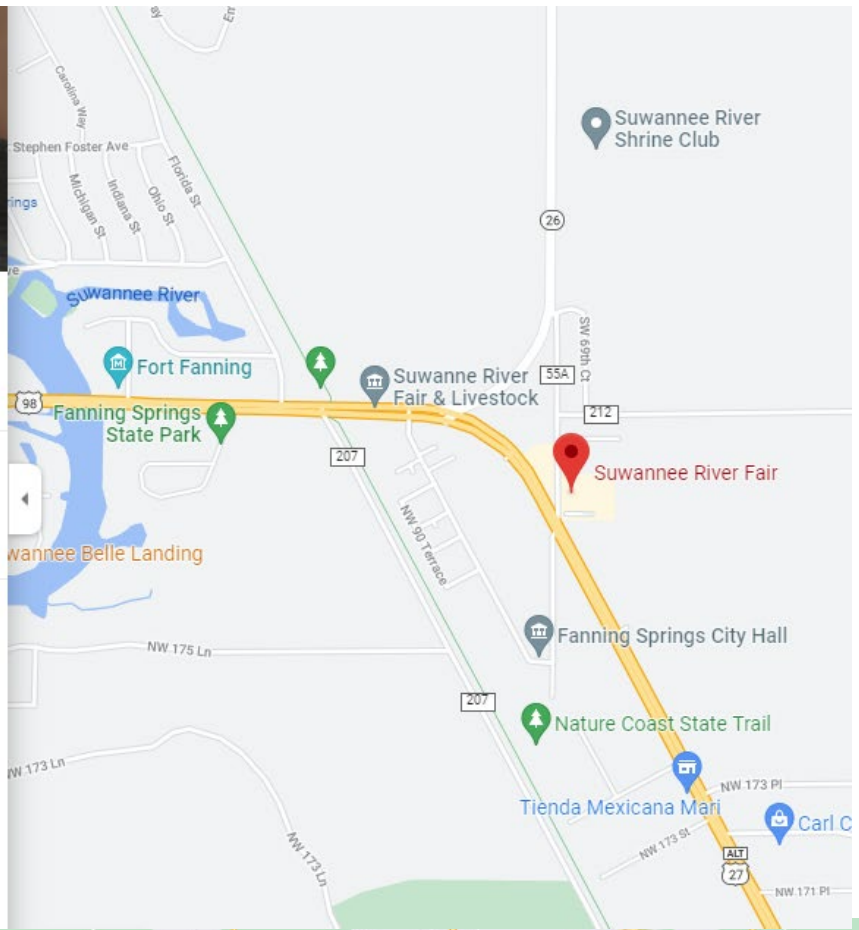 ay
Carolina Way
Stephen Foster Ave
Michigan St
Indiana St
Ohio St
Florida St
Suwannee River
Shrine Club
26
rings
Suwannee River
SW 69th Ct
Fort Fanning
Suwanne River
Fair & Livestock
55A
98
Fanning Springs
State Park
212
207
Suwannee River Fair
NW 90 Terrace
wannee Belle Landing
Fanning Springs City Hall
NW 175 Ln
207
Nature Coast State Trail
NW 173 Ln
NW 173 Pl
Tienda Mexicana Mari
Carl C
NW 173 St
NW 173 Ln
ALT
27
NW 171 Pl